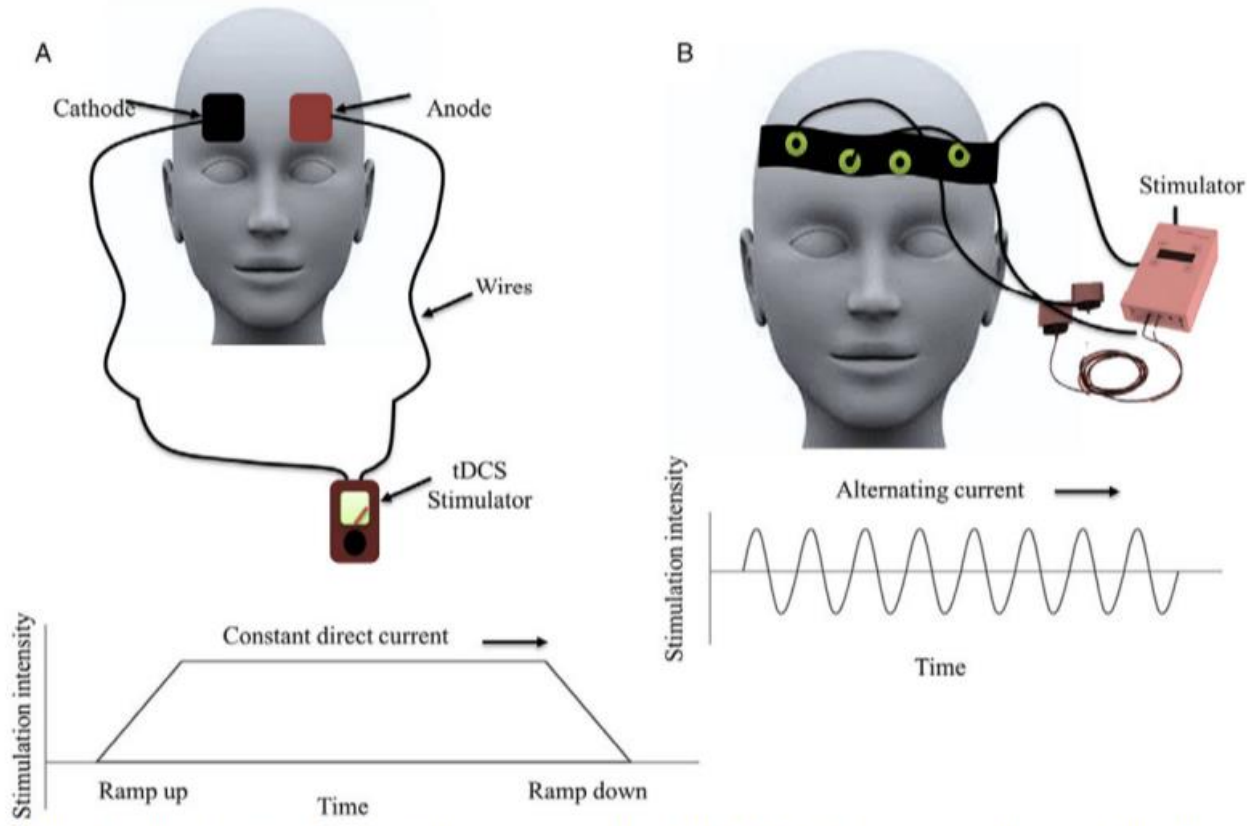 A
Cathode
Anode
Wires
tDCS
Stimulator
Constant direct current
Stimulation intensity
Ramp up
Time
Ramp down
B
Stimulator
Alternating current
Stimulation intensity
Time